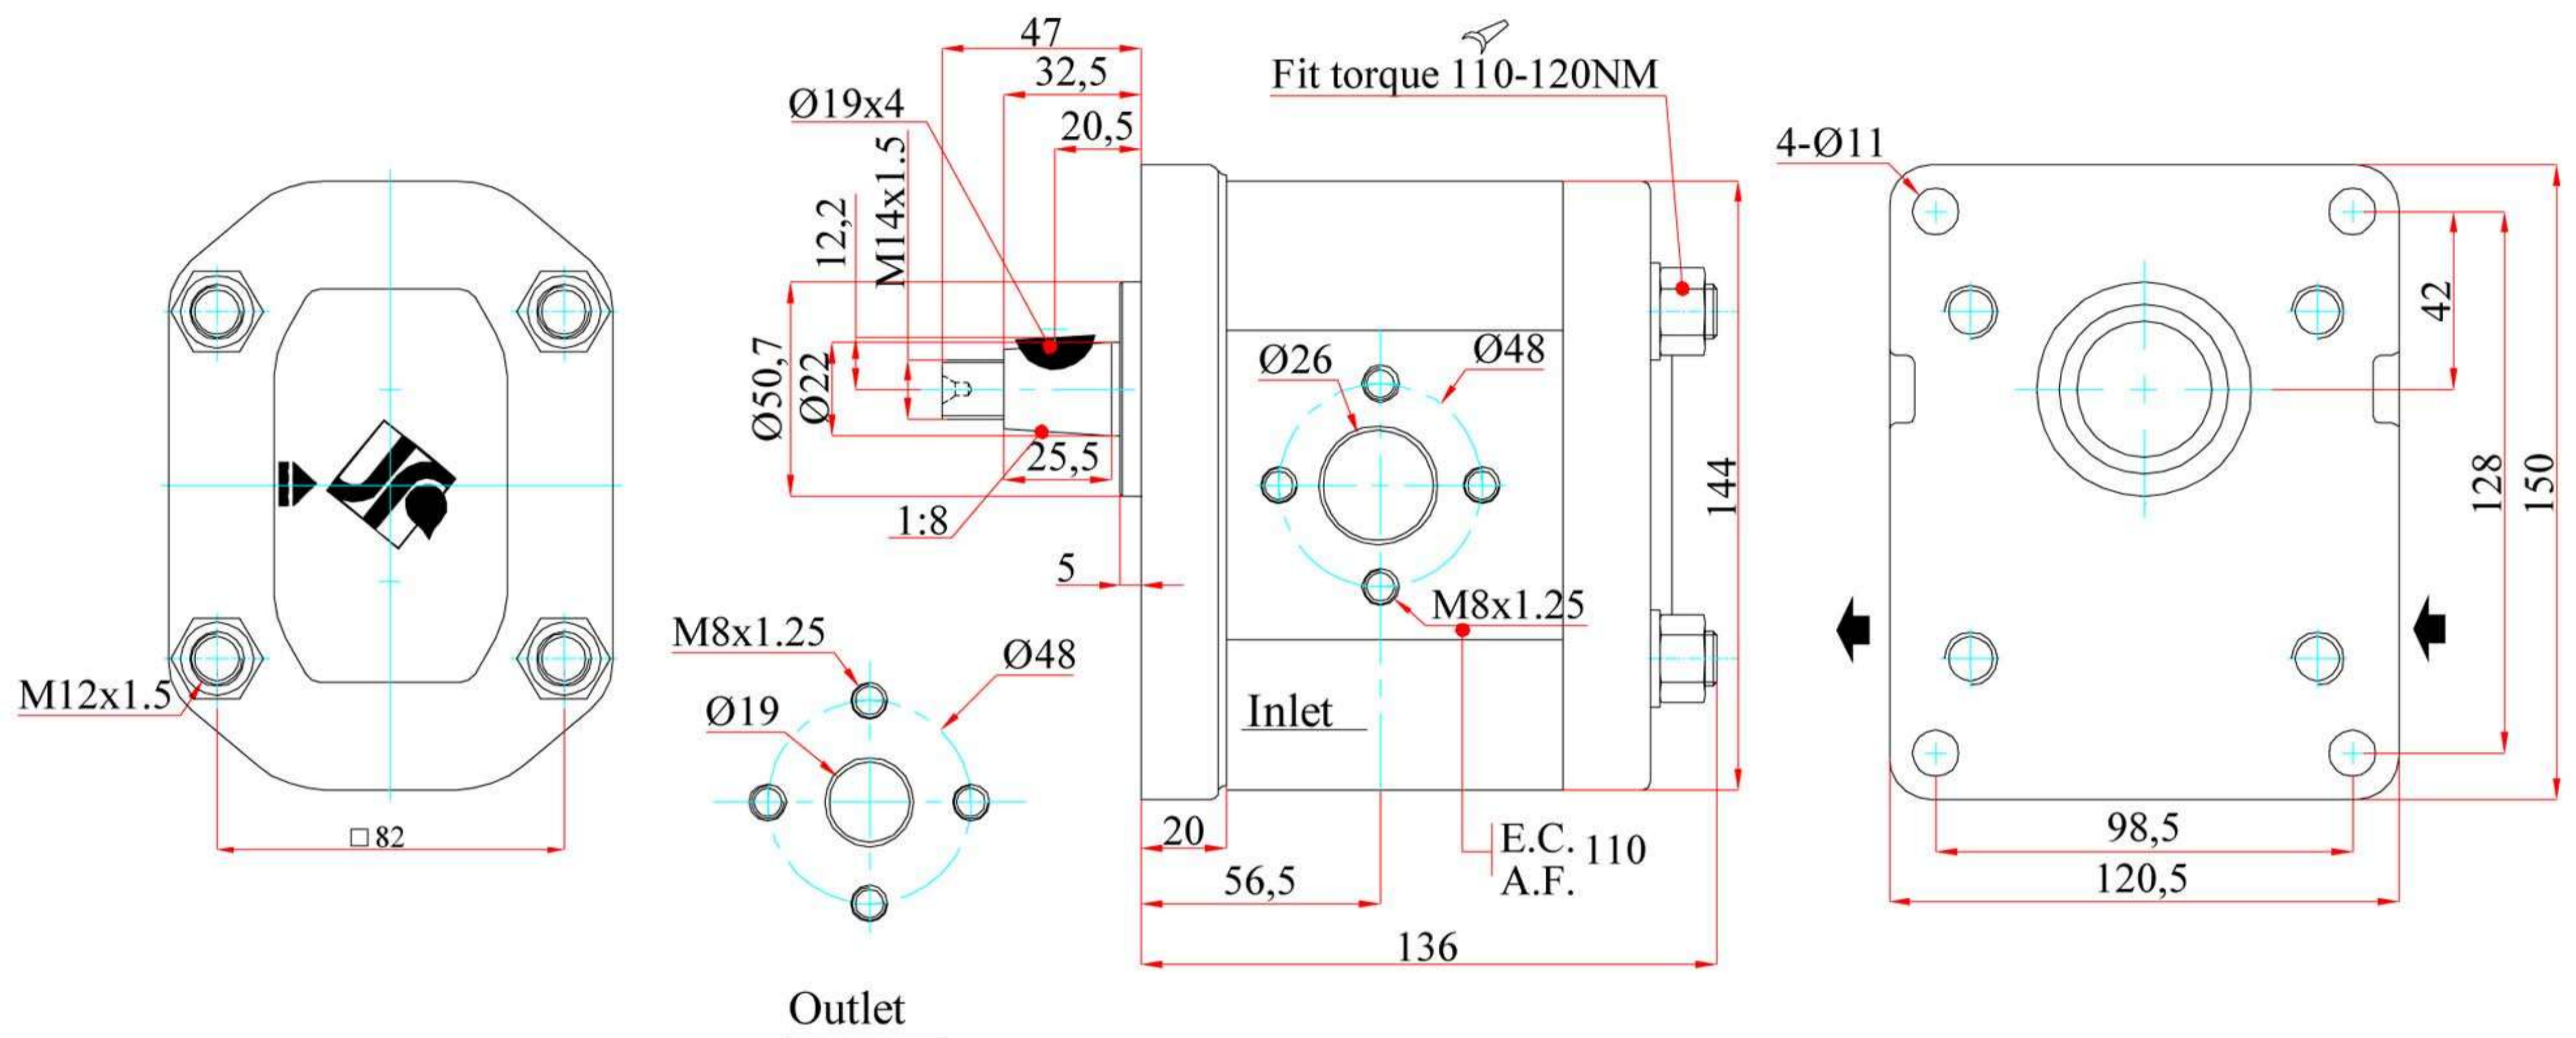 M12x1.5
□82
47
32,5
Ø19x4
20,5
M14x1.5
12,2
Ø50,7
Ø22
25,5
1:8
5
Fit torque 110-120NM
Ø26
Ø48
M8x1.25
Inlet
144
20
56,5
E.C. 110
A.F.
136
M8x1.25
Ø48
Ø19
Outlet
4-Ø11
42
128
150
98,5
120,5